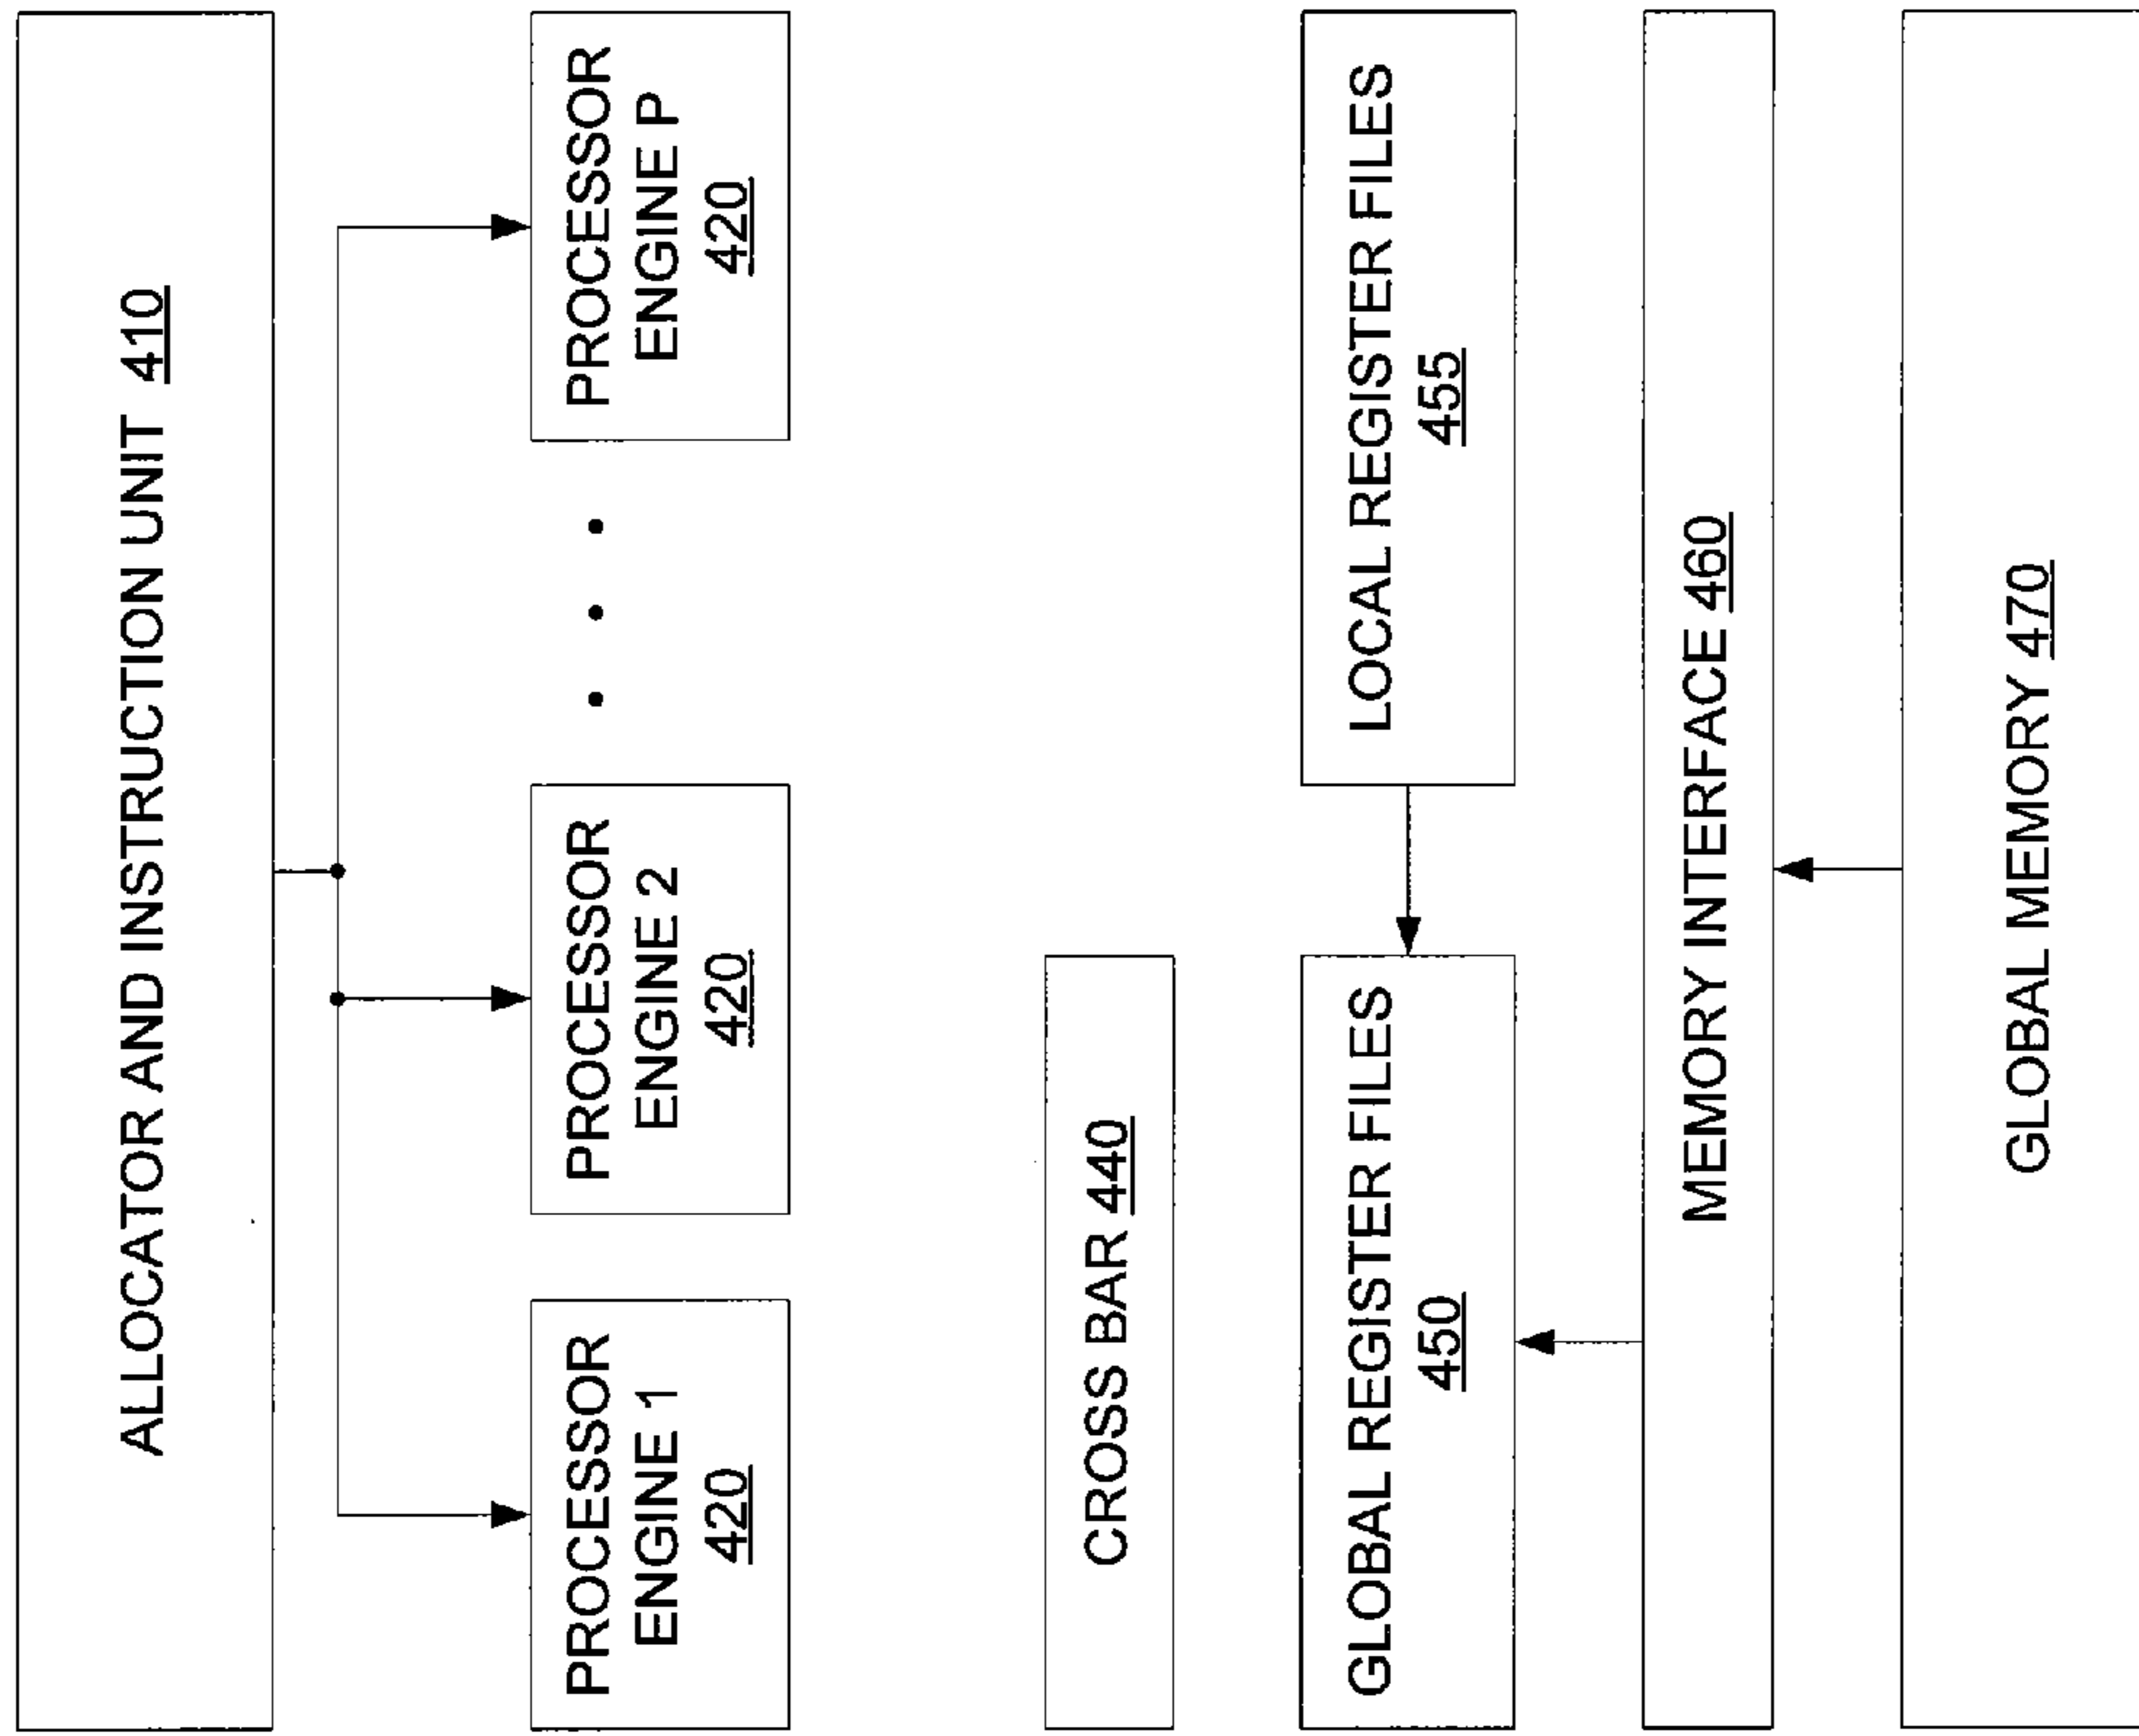 ALLOCATOR AND INSTRUCTION UNIT 410
PROCESSOR
ENGINE 1
420
PROCESSOR
ENGINE 2
420
PROCESSOR
ENGINE P
420
CROSS BAR 440
GLOBAL REGISTER FILES
450
LOCAL REGISTER FILES
455
MEMORY INTERFACE 460
GLOBAL MEMORY 470